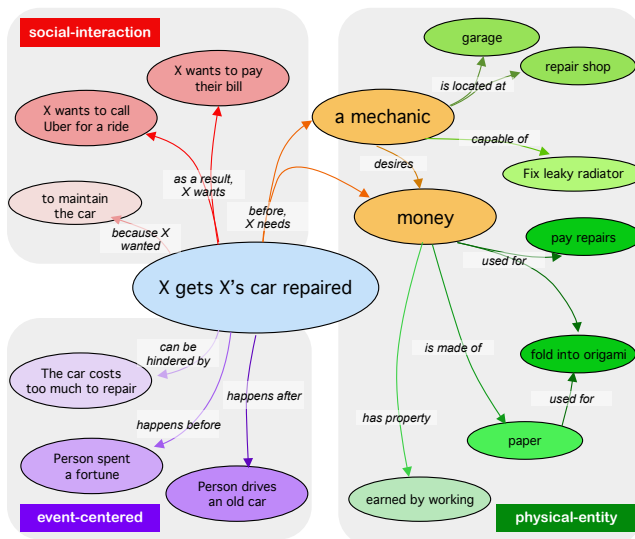 social-interaction
X wants to pay
their bill
X wants to call
Uber for a ride
to maintain
the car
as a result,
X wants
because X
wanted
before,
X needs
garage
repair shop
is located at
a mechanic
capable of
desires
Fix leaky radiator
money
pay repairs
used for
X gets X's car repaired
fold into origami
is made of
used for
has property
paper
earned by working
physical-entity
can be
hindered by
The car costs
too much to repair
happens after
happens before
Person spent
a fortune
Person drives
an old car
event-centered